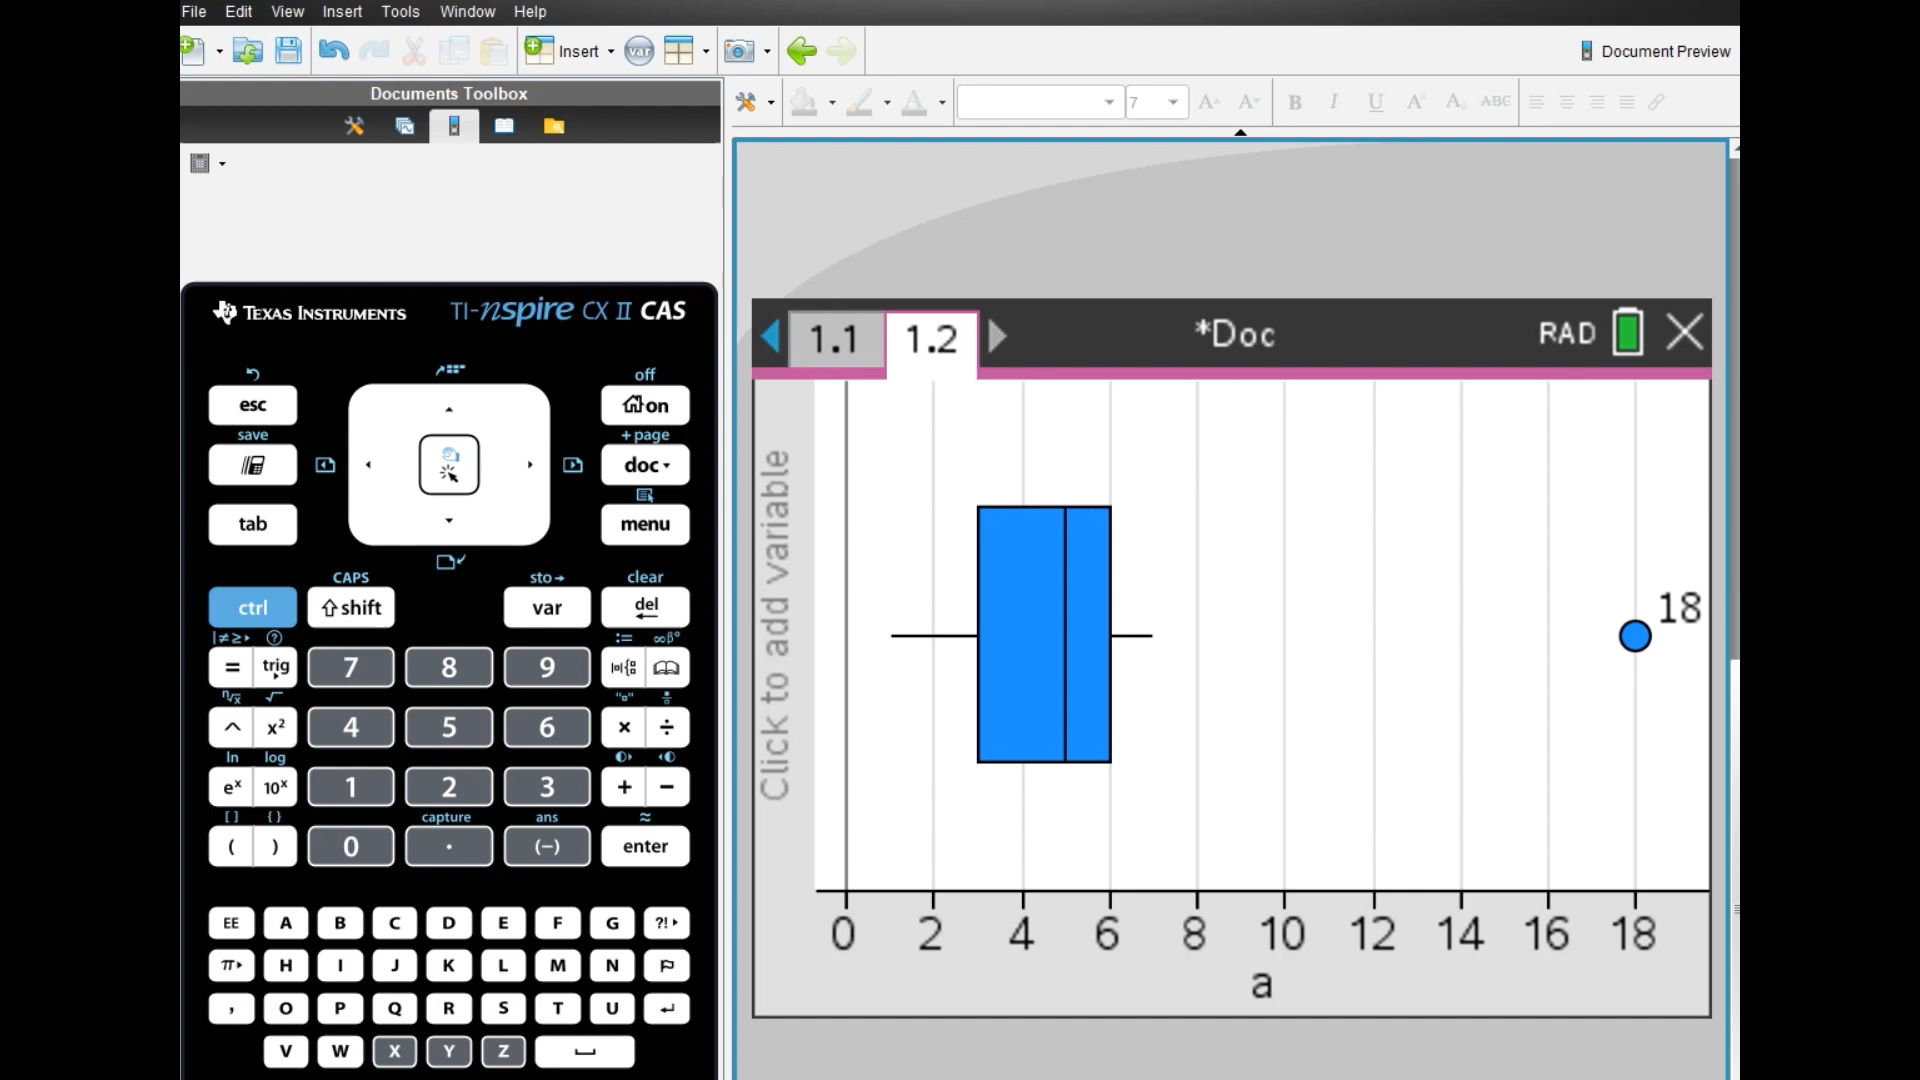 File Edit View Insert Tools Window Help
Insert var Document Preview
Documents Toolbox
7 A A B I U A A ABC
TEXAS INSTRUMENTS TI-nspire CX II CAS
off
esc on
save + page
doc
tab menu
CAPS sto→ clear
ctrl shift var del
|≠≥▸ ? := ∞β°
= trig 7 8 9
ⁿ√x √ "□"
^ x² 4 5 6 × ÷
ln log
eˣ 10ˣ 1 2 3 + −
[ ] { } capture ans ≈
( ) 0 . (−) enter
EE A B C D E F G ?!▸
π▸ H I J K L M N
, O P Q R S T U
V W X Y Z
1.1 1.2 *Doc RAD
Click to add variable
18
0 2 4 6 8 10 12 14 16 18
a